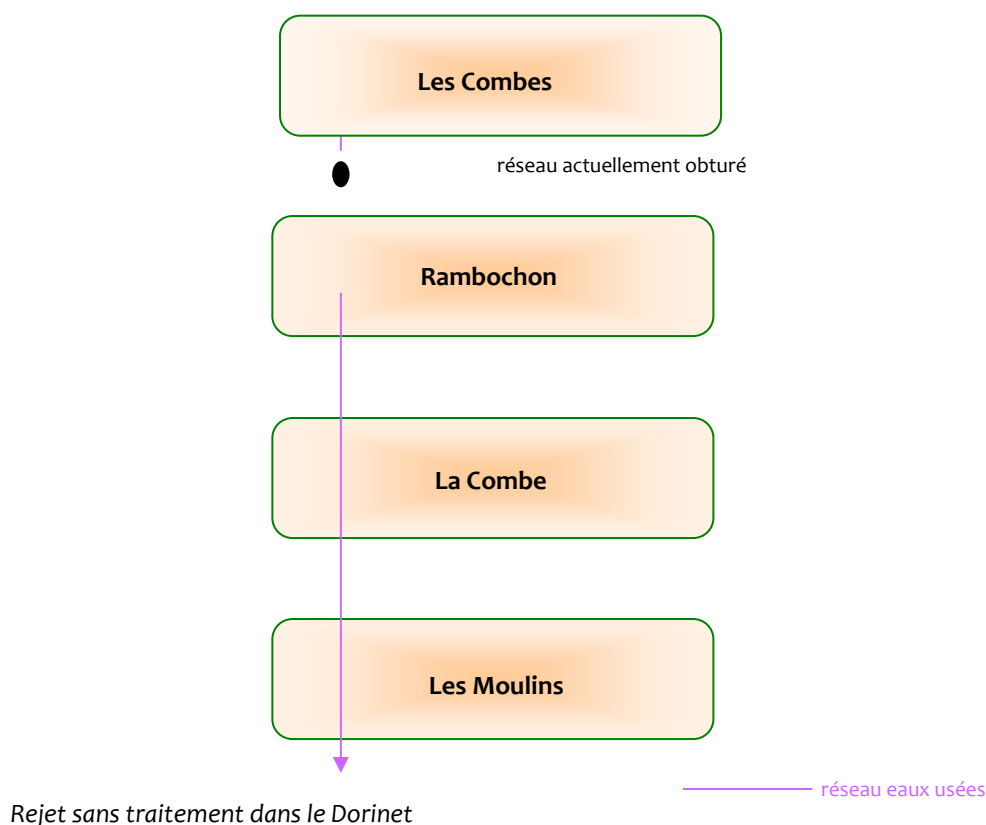 Les Combes
réseau actuellement obturé
Rambochon
La Combe
Les Moulins
réseau eaux usées
Rejet sans traitement dans le Dorinet